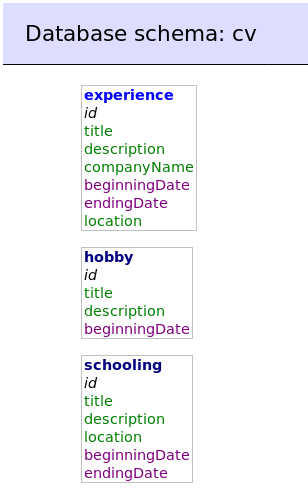 Database schema: cv
experience
id
title
description
companyName
beginningDate
endingDate
location
hobby
id
title
description
beginningDate
schooling
id
title
description
location
beginningDate
endingDate